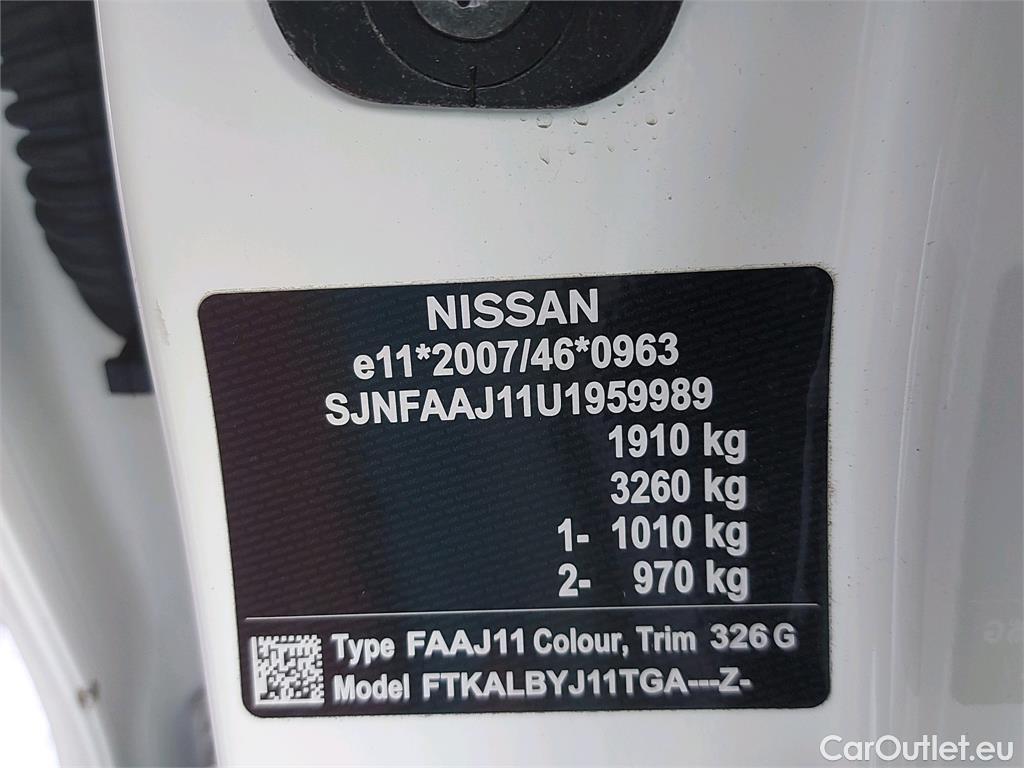 NISSAN
e11*2007/46*0963
SJNFAAJ11U1959989
1910 kg
3260 kg
1- 1010 kg
2- 970 kg
Type FAAJ11 Colour, Trim 326 G
Model FTKALBYJ11TGA---Z-
CarOutlet.eu